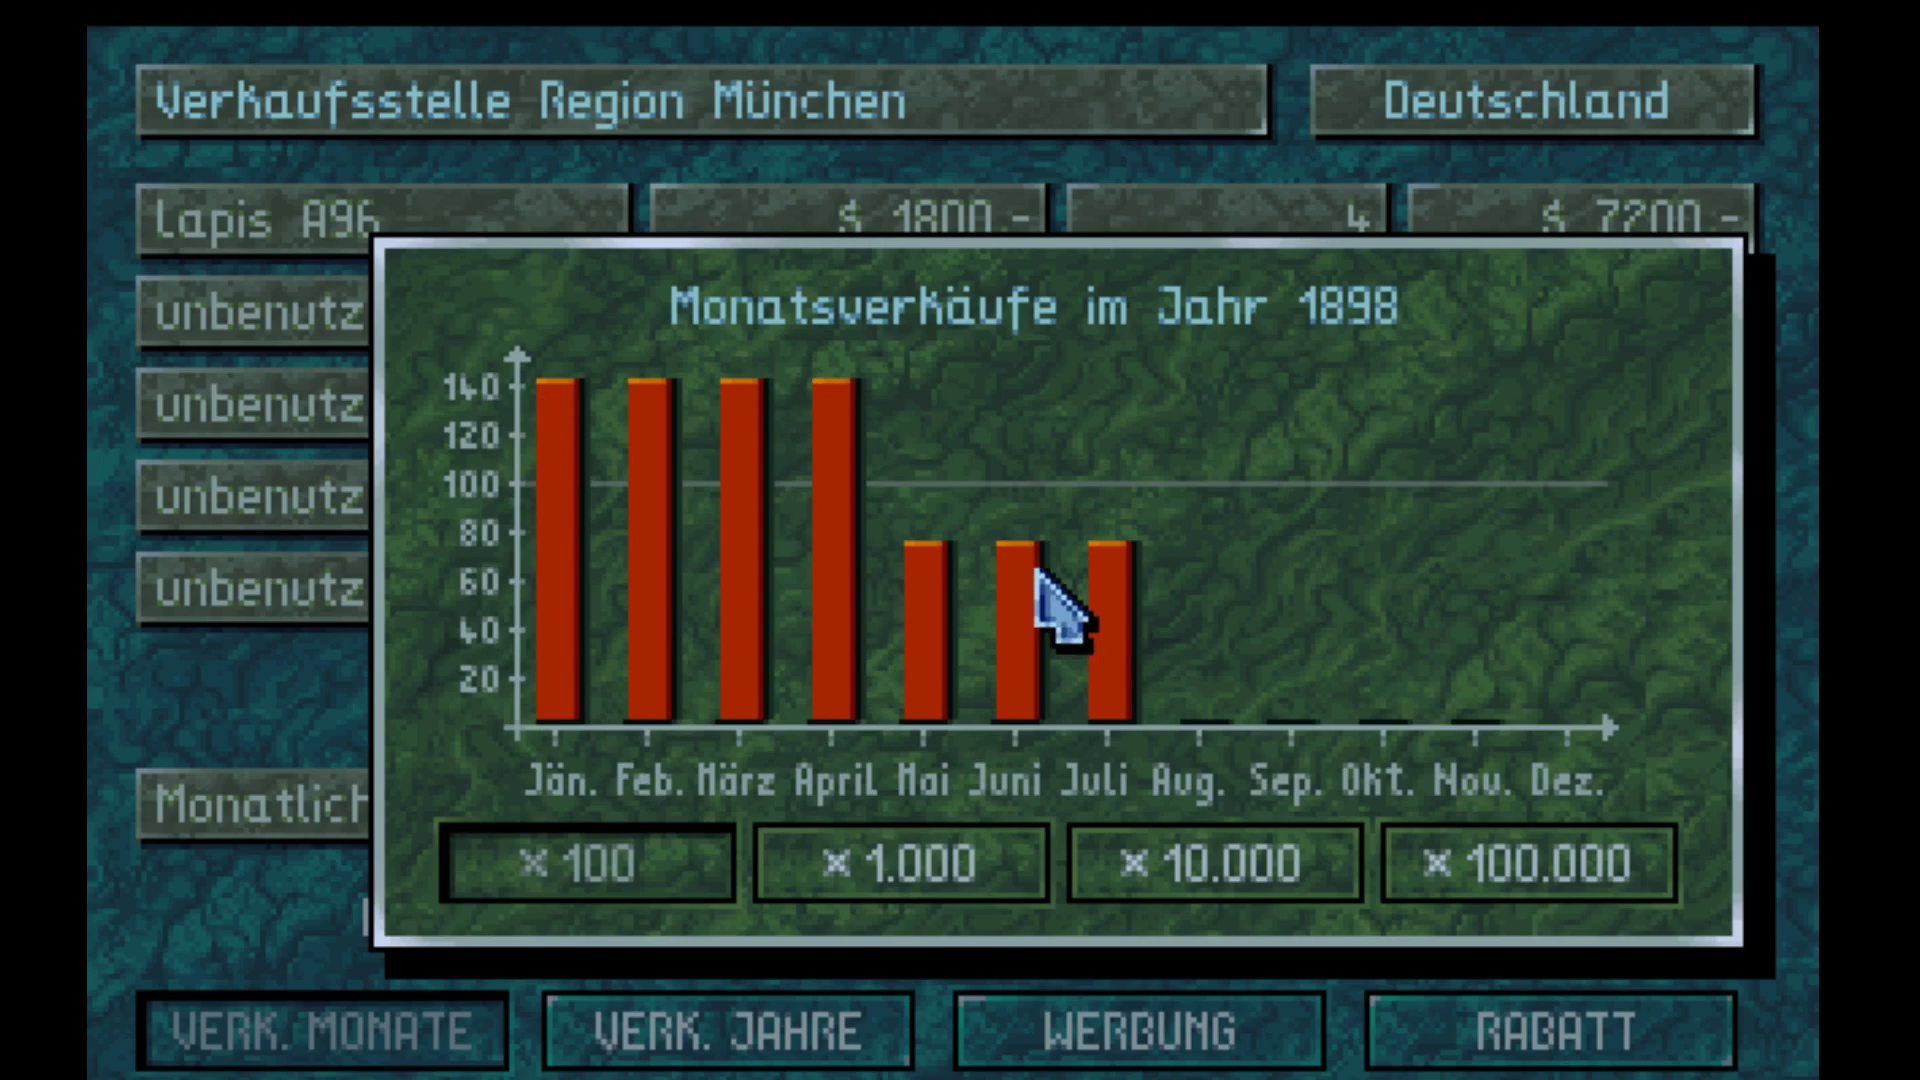 Verkaufsstelle Region München
Deutschland
Lapis A96
$ 1800.-
4
$ 7200.-
unbenutz
unbenutz
unbenutz
unbenutz
Monatlich
Monatsverkäufe im Jahr 1898
140
120
100
80
60
40
20
Jän. Feb. März April Mai Juni Juli Aug. Sep. Okt. Nov. Dez.
× 100
× 1.000
× 10.000
× 100.000
VERK. MONATE
VERK. JAHRE
WERBUNG
RABATT